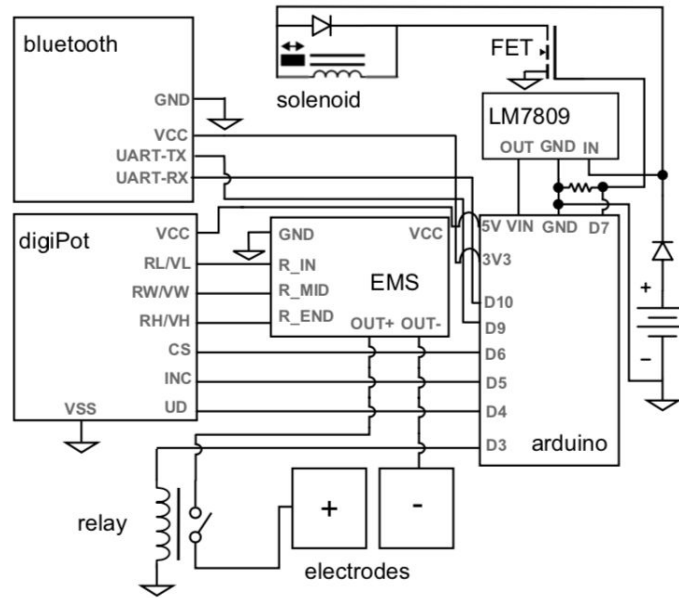 bluetooth
GND
VCC
UART-TX
UART-RX
solenoid
FET
LM7809
OUT GND IN
digiPot
VCC
RL/VL
RW/VW
RH/VH
CS
INC
UD
VSS
GND
VCC
R_IN
R_MID
R_END
EMS
OUT+ OUT-
5V VIN GND D7
3V3
D10
D9
D6
D5
D4
D3
arduino
+
−
relay
+
-
electrodes